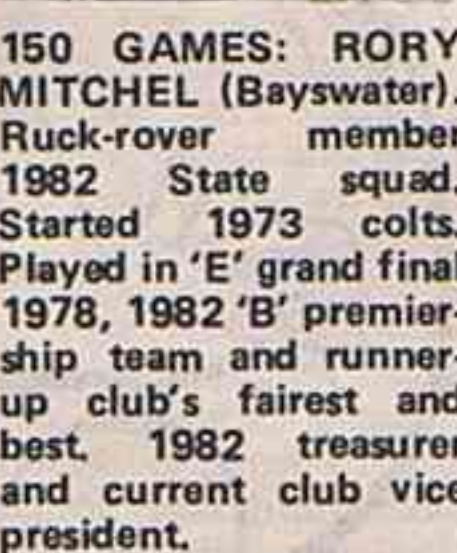 150 GAMES: RORY
MITCHEL (Bayswater).
Ruck-rover member
1982 State squad.
Started 1973 colts.
Played in 'E' grand final
1978, 1982 'B' premier-
ship team and runner-
up club's fairest and
best. 1982 treasurer
and current club vice
president.